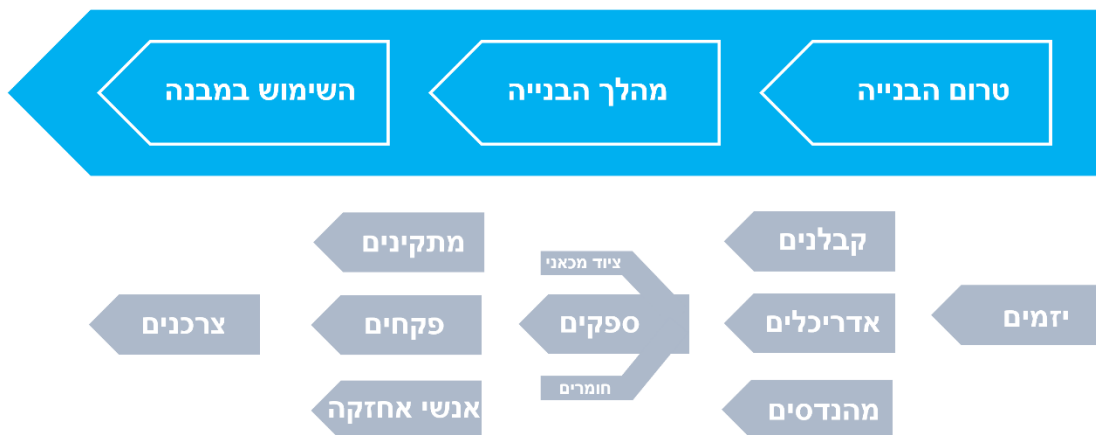 טרום הבנייה
מהלך הבנייה
השימוש במבנה
יזמים
קבלנים
אדריכלים
מהנדסים
ציוד מכאני
ספקים
חומרים
מתקינים
פקחים
אנשי אחזקה
צרכנים